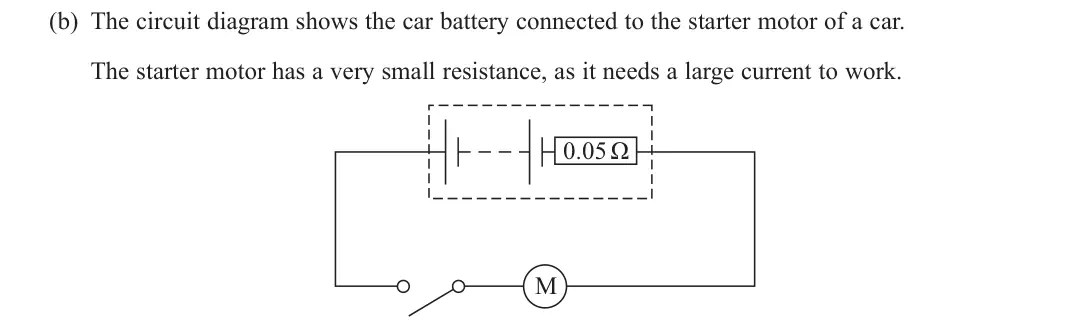 (b) The circuit diagram shows the car battery connected to the starter motor of a car.
The starter motor has a very small resistance, as it needs a large current to work.
0.05 Ω
M